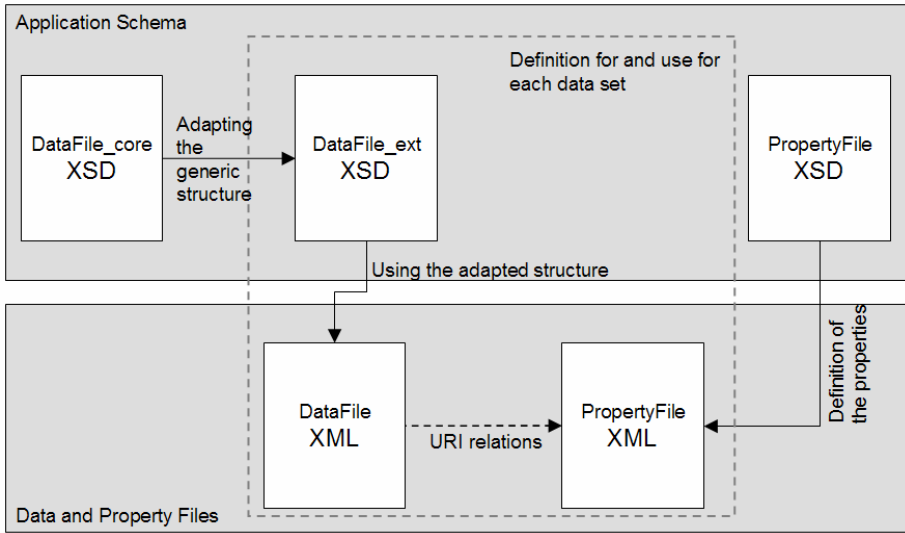 Application Schema
Definition for and use for
each data set
DataFile_core
XSD
Adapting
the
generic
structure
DataFile_ext
XSD
PropertyFile
XSD
Using the adapted structure
Definition of
the properties
DataFile
XML
URI relations
PropertyFile
XML
Data and Property Files